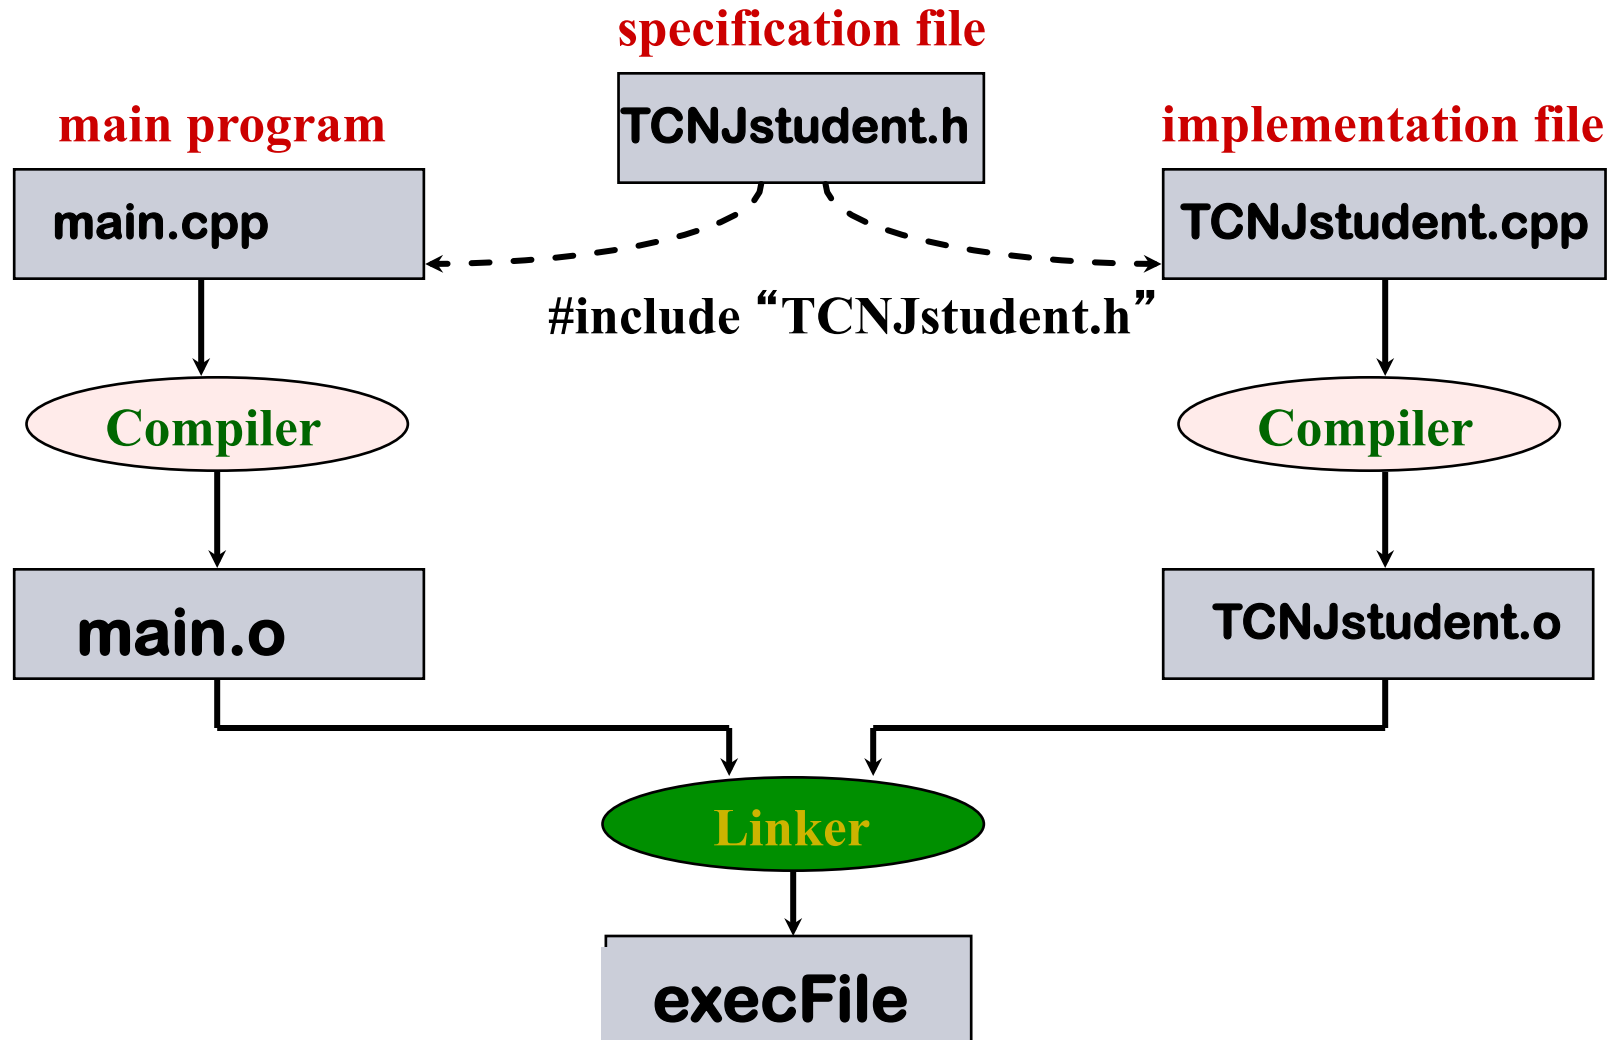 specification file
TCNJstudent.h
main program
implementation file
main.cpp
TCNJstudent.cpp
#include “TCNJstudent.h”
Compiler
Compiler
main.o
TCNJstudent.o
Linker
execFile